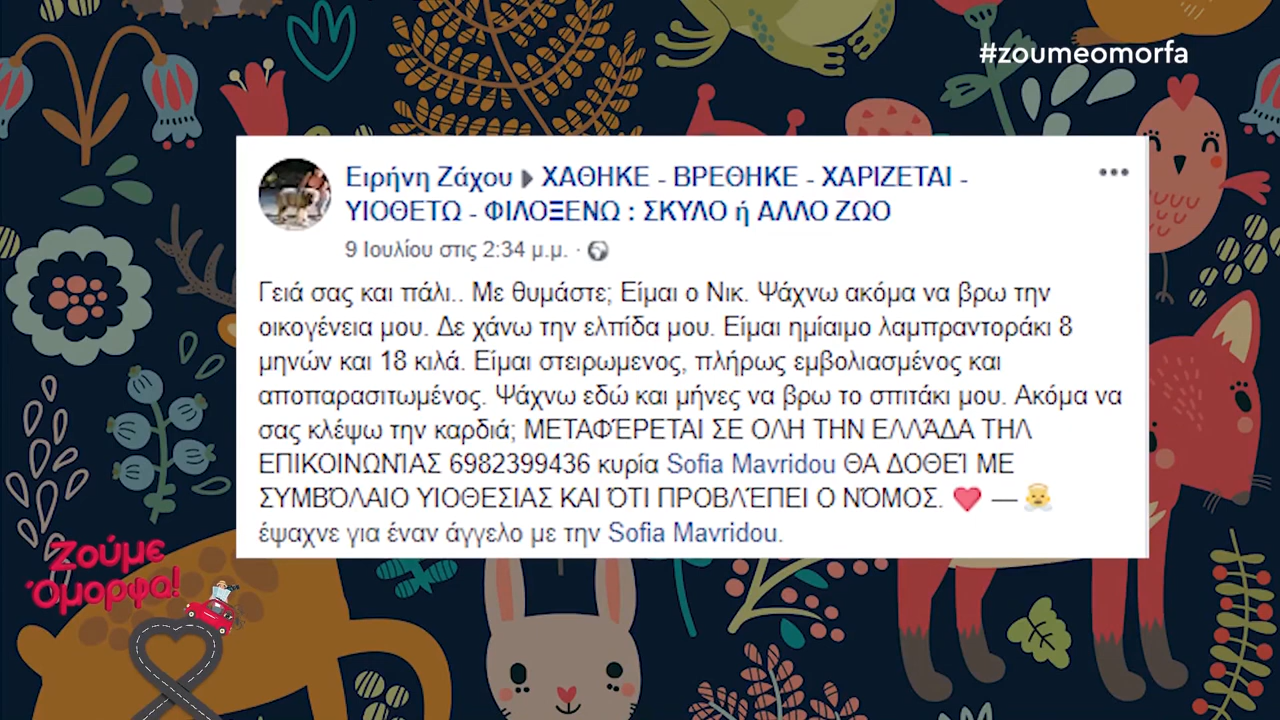 #zoumeomorfa
Ειρήνη Ζάχου ▸ ΧΑΘΗΚΕ - ΒΡΕΘΗΚΕ - ΧΑΡΙΖΕΤΑΙ -
ΥΙΟΘΕΤΩ - ΦΙΛΟΞΕΝΩ : ΣΚΥΛΟ ή ΑΛΛΟ ΖΩΟ
9 Ιουλίου στις 2:34 μ.μ. ·
Γειά σας και πάλι.. Με θυμάστε; Είμαι ο Νικ. Ψάχνω ακόμα να βρω την
οικογένεια μου. Δε χάνω την ελπίδα μου. Είμαι ημίαιμο λαμπραντοράκι 8
μηνών και 18 κιλά. Είμαι στειρωμενος, πλήρως εμβολιασμένος και
αποπαρασιτωμένος. Ψάχνω εδώ και μήνες να βρω το σπιτάκι μου. Ακόμα να
σας κλέψω την καρδιά; ΜΕΤΑΦΈΡΕΤΑΙ ΣΕ ΟΛΗ ΤΗΝ ΕΛΛΆΔΑ ΤΗΛ
ΕΠΙΚΟΙΝΩΝΊΑΣ 6982399436 κυρία Sofia Mavridou ΘΑ ΔΟΘΕΊ ΜΕ
ΣΥΜΒΌΛΑΙΟ ΥΙΟΘΕΣΙΑΣ ΚΑΙ ΌΤΙ ΠΡΟΒΛΈΠΕΙ Ο ΝΌΜΟΣ. ❤ — 👼
έψαχνε για έναν άγγελο με την Sofia Mavridou.
Ζούμε
Όμορφα!